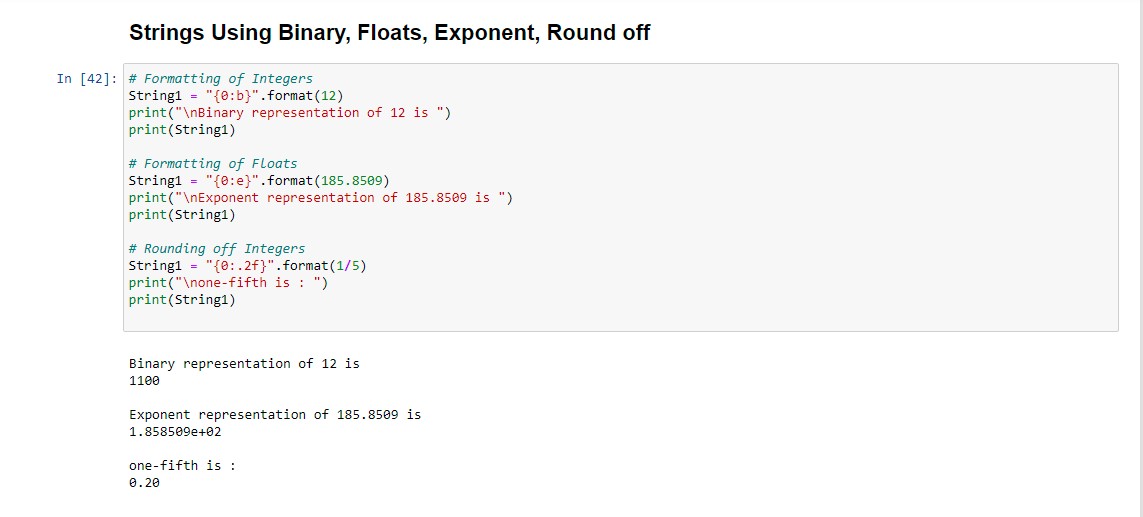 Strings Using Binary, Floats, Exponent, Round off
In [42]: # Formatting of Integers
String1 = "{0:b}".format(12)
print("\nBinary representation of 12 is ")
print(String1)
# Formatting of Floats
String1 = "{0:e}".format(185.8509)
print("\nExponent representation of 185.8509 is ")
print(String1)
# Rounding off Integers
String1 = "{0:.2f}".format(1/5)
print("\none-fifth is : ")
print(String1)
Binary representation of 12 is
1100
Exponent representation of 185.8509 is
1.858509e+02
one-fifth is :
0.20